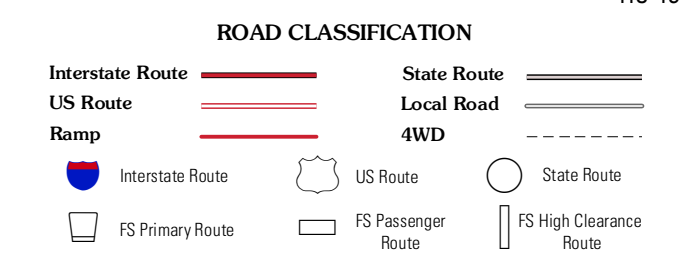 ROAD CLASSIFICATION
Interstate Route
State Route
US Route
Local Road
Ramp
4WD
Interstate Route
US Route
State Route
FS Primary Route
FS Passenger
Route
FS High Clearance
Route